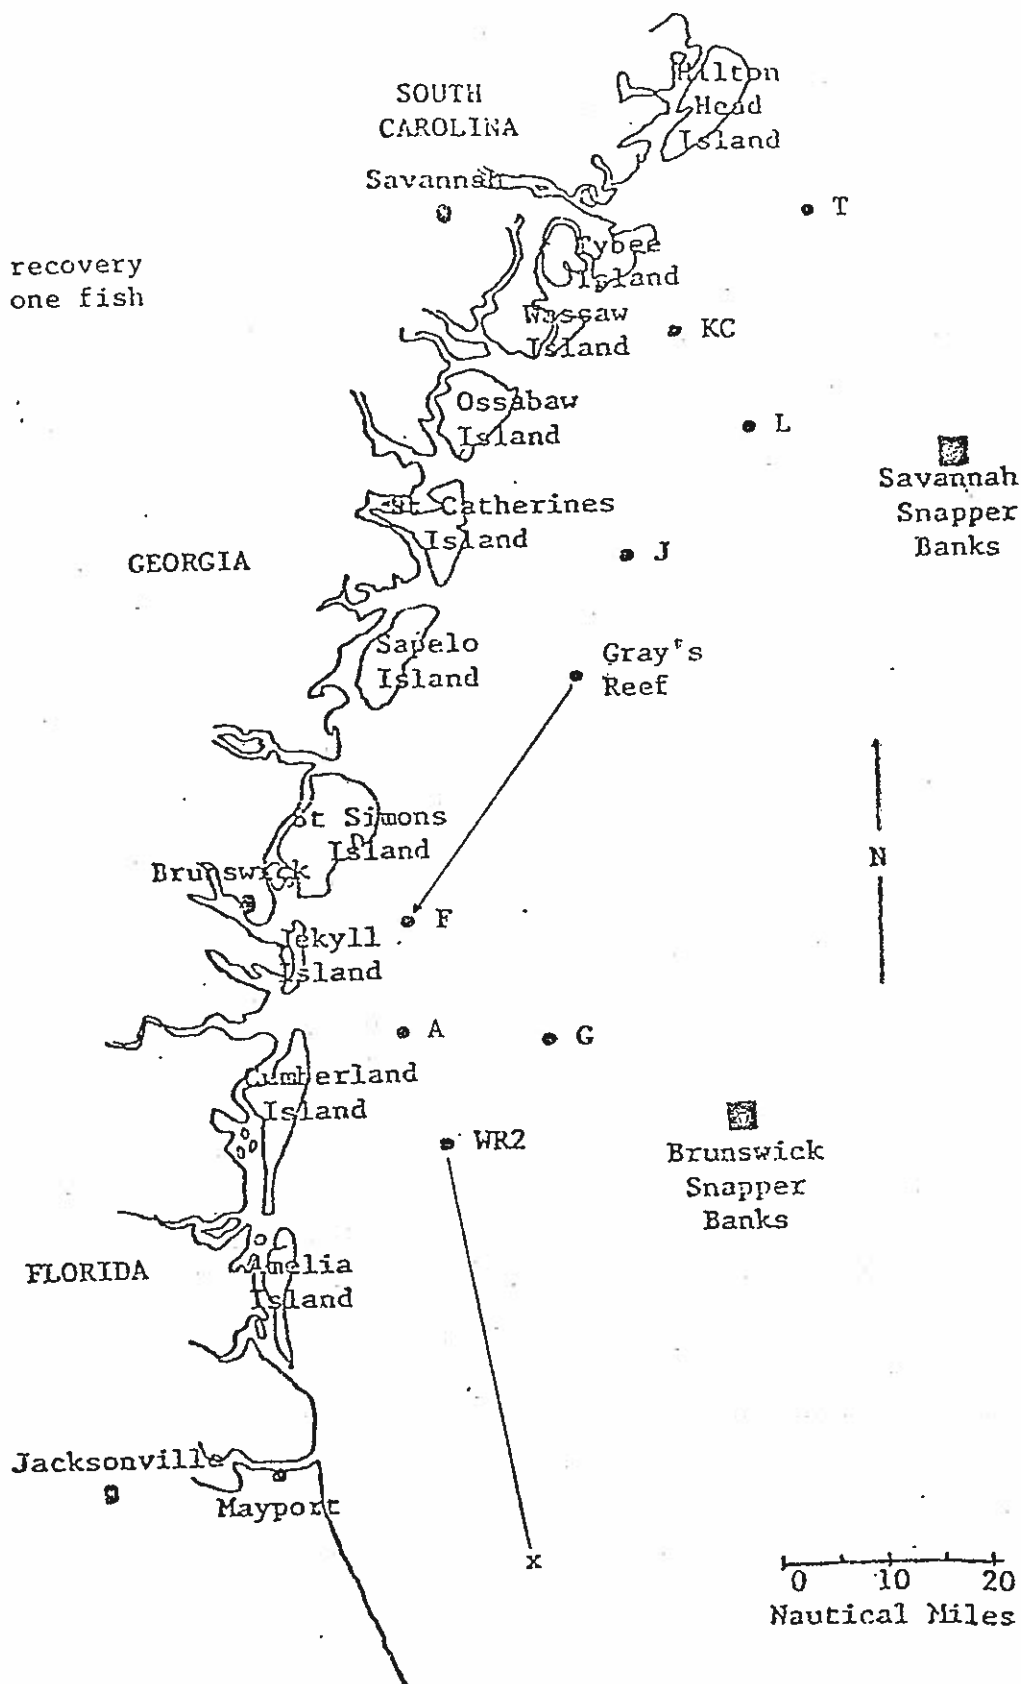 SOUTH
CAROLINA
Hilton
Head
Island
Savannah
T
recovery
one fish
Tybee
Island
Wassaw
Island
KC
Ossabaw
Island
L
Savannah
Snapper
Banks
St Catherines
Island
GEORGIA
J
Sapelo
Island
Gray's
Reef
St Simons
Island
Brunswick
N
F
Jekyll
Island
A
G
Cumberland
Island
WR2
Brunswick
Snapper
Banks
FLORIDA
Amelia
Island
Jacksonville
Mayport
x
0 10 20
Nautical Miles